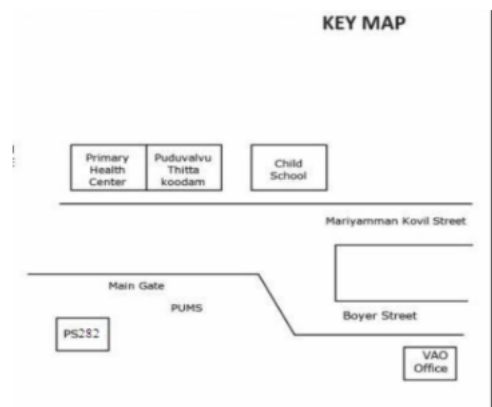 KEY MAP
Primary
Health
Center
Puduvalvu
Thitta
koodam
Child
School
Mariyamman Kovil Street
Main Gate
PUMS
Boyer Street
PS282
VAO
Office